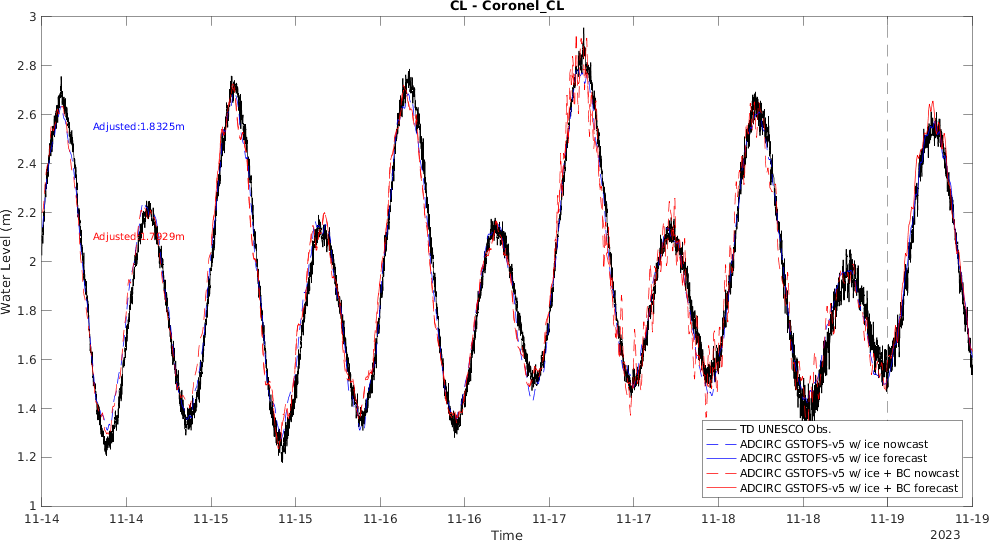 CL - Coronel_CL
3
2.8
2.6
2.4
2.2
2
1.8
1.6
1.4
1.2
1
Water Level (m)
Adjusted:1.8325m
Adjusted:1.7929m
TD UNESCO Obs.
ADCIRC GSTOFS-v5 w/ ice nowcast
ADCIRC GSTOFS-v5 w/ ice forecast
ADCIRC GSTOFS-v5 w/ ice + BC nowcast
ADCIRC GSTOFS-v5 w/ ice + BC forecast
11-14 11-14 11-15 11-15 11-16 11-16 11-17 11-17 11-18 11-18 11-19 11-19
Time
2023